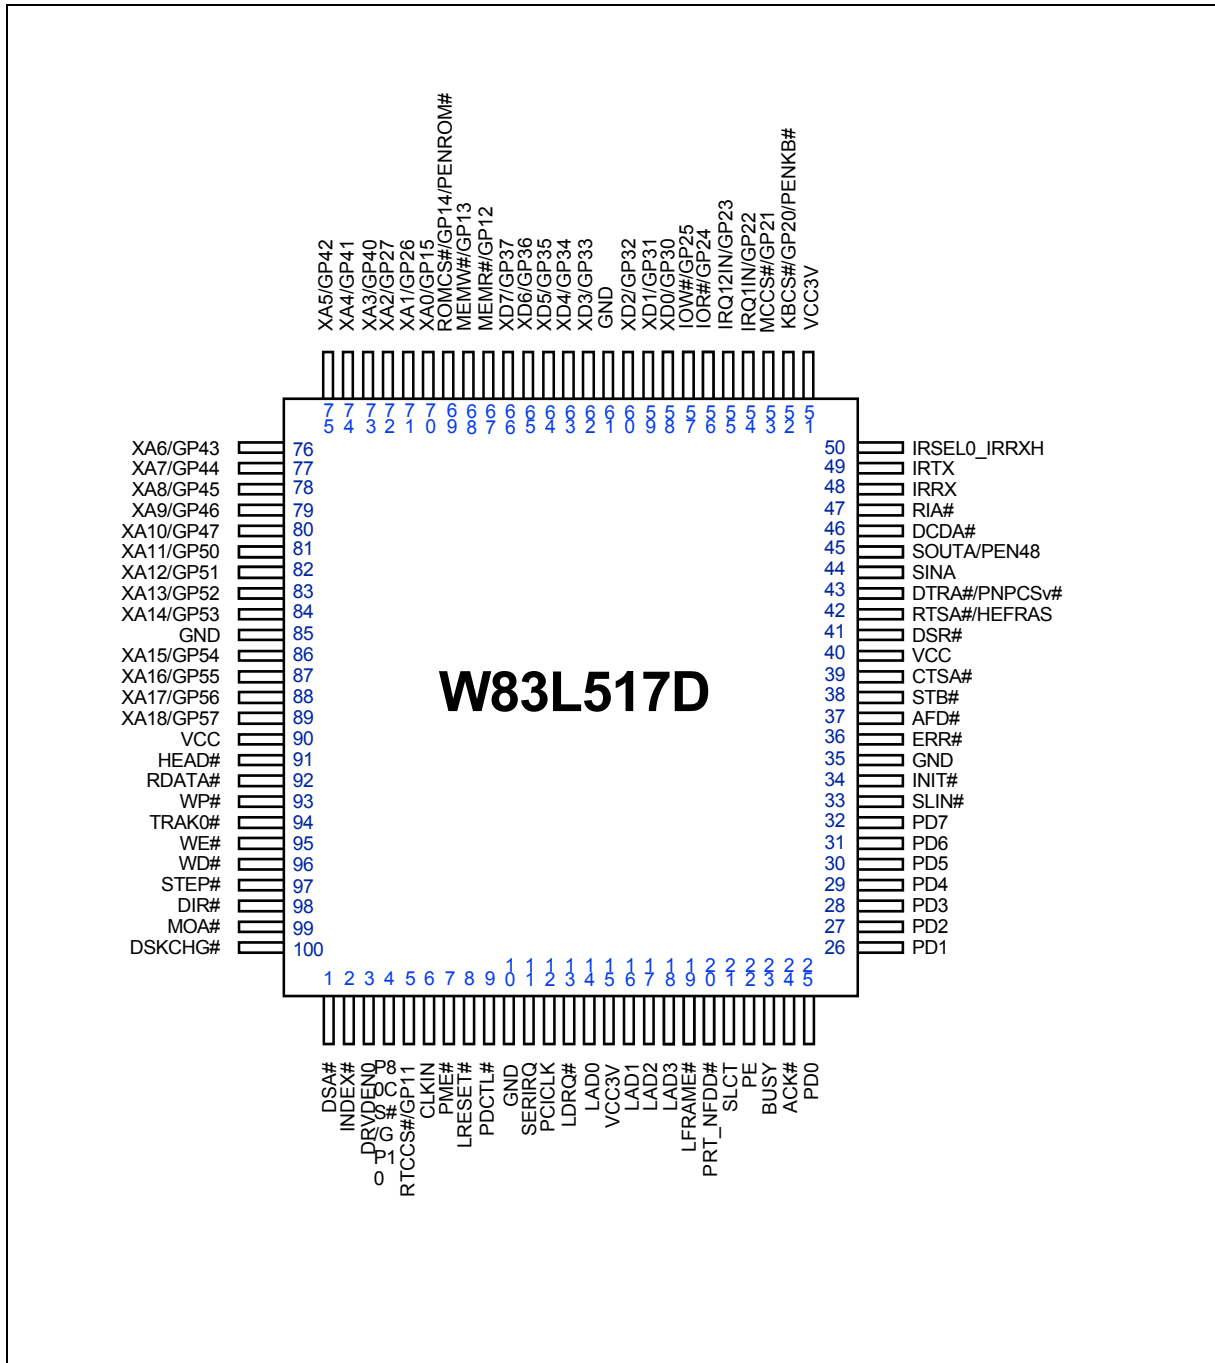 XA5/GP42
XA4/GP41
XA3/GP40
XA2/GP27
XA1/GP26
XA0/GP15
ROMCS#/GP14/PENROM#
MEMW#/GP13
MEMR#/GP12
XD7/GP37
XD6/GP36
XD5/GP35
XD4/GP34
XD3/GP33
GND
XD2/GP32
XD1/GP31
XD0/GP30
IOW#/GP25
IOR#/GP24
IRQ12IN/GP23
IRQ1IN/GP22
MCCS#/GP21
KBCS#/GP20/PENKB#
VCC3V
75 74 73 72 71 70 69 68 67 66 65 64 63 62 61 60 59 58 57 56 55 54 53 52 51
XA6/GP43 76
XA7/GP44 77
XA8/GP45 78
XA9/GP46 79
XA10/GP47 80
XA11/GP50 81
XA12/GP51 82
XA13/GP52 83
XA14/GP53 84
GND 85
XA15/GP54 86
XA16/GP55 87
XA17/GP56 88
XA18/GP57 89
VCC 90
HEAD# 91
RDATA# 92
WP# 93
TRAK0# 94
WE# 95
WD# 96
STEP# 97
DIR# 98
MOA# 99
DSKCHG# 100
W83L517D
50 IRSEL0_IRRXH
49 IRTX
48 IRRX
47 RIA#
46 DCDA#
45 SOUTA/PEN48
44 SINA
43 DTRA#/PNPCSv#
42 RTSA#/HEFRAS
41 DSR#
40 VCC
39 CTSA#
38 STB#
37 AFD#
36 ERR#
35 GND
34 INIT#
33 SLIN#
32 PD7
31 PD6
30 PD5
29 PD4
28 PD3
27 PD2
26 PD1
1 2 3 4 5 6 7 8 9 10 11 12 13 14 15 16 17 18 19 20 21 22 23 24 25
DSA#
INDEX#
DRVDEN0
P8
0C
S#
/G
P1
0
RTCCS#/GP11
CLKIN
PME#
LRESET#
PDCTL#
GND
SERIRQ
PCICLK
LDRQ#
LAD0
VCC3V
LAD1
LAD2
LAD3
LFRAME#
PRT_NFDD#
SLCT
PE
BUSY
ACK#
PD0